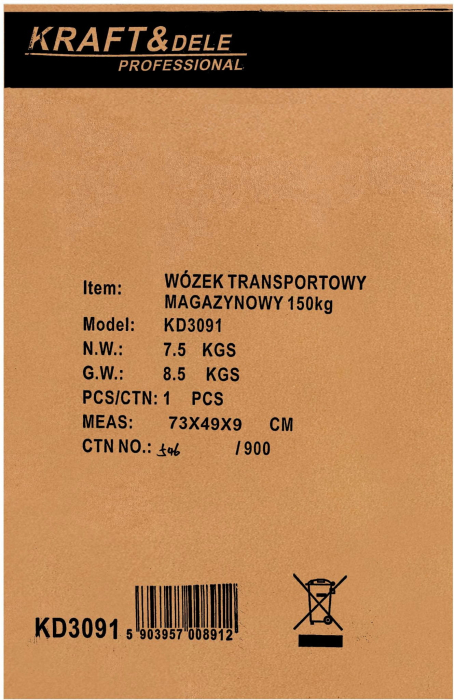 KRAFT&DELE
PROFESSIONAL
Item: WÓZEK TRANSPORTOWY
MAGAZYNOWY 150kg
Model: KD3091
N.W.: 7.5 KGS
G.W.: 8.5 KGS
PCS/CTN: 1 PCS
MEAS: 73X49X9 CM
CTN NO.: 546 /900
KD3091 5 903957 008912